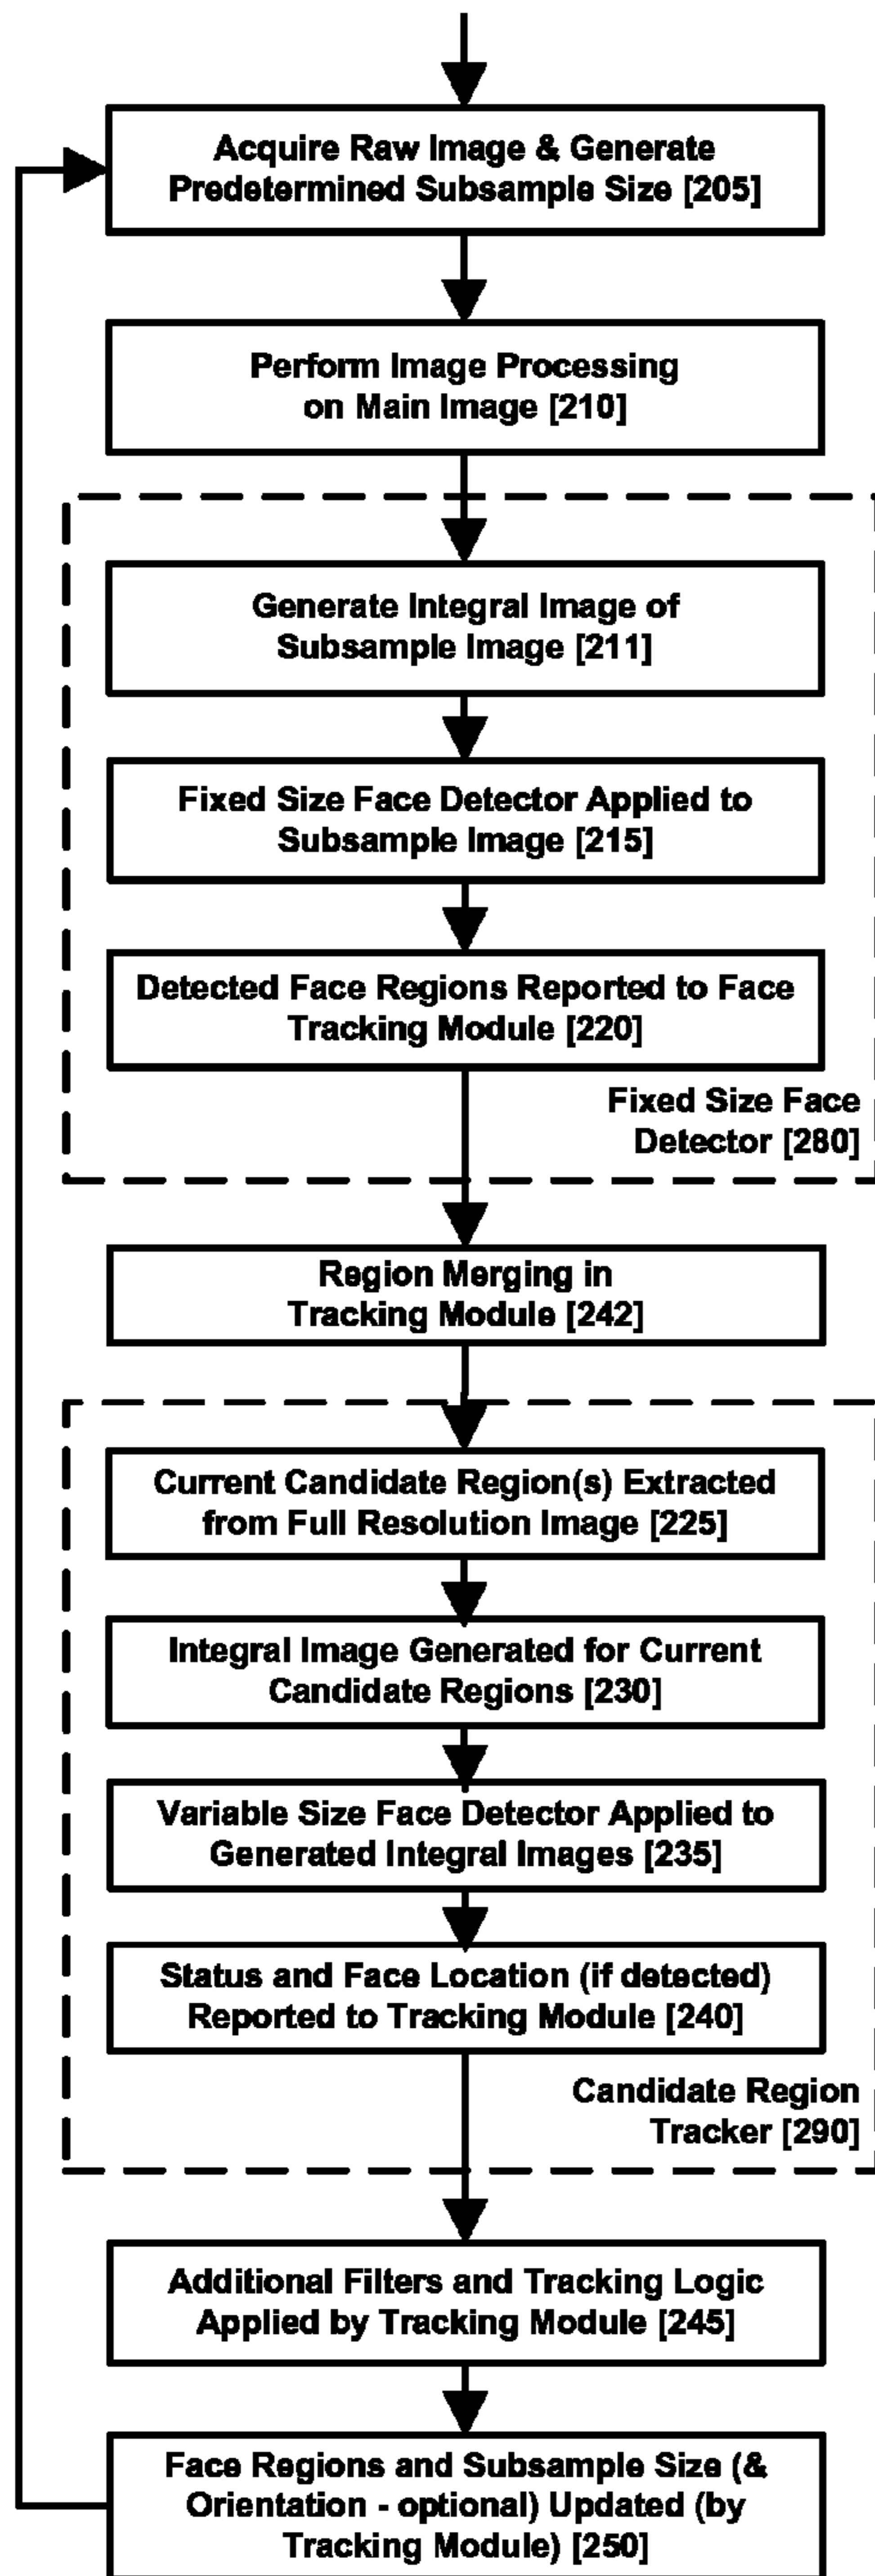 Acquire Raw Image & Generate
Predetermined Subsample Size [205]
Perform Image Processing
on Main Image [210]
Generate Integral Image of
Subsample Image [211]
Fixed Size Face Detector Applied to
Subsample Image [215]
Detected Face Regions Reported to Face
Tracking Module [220]
Fixed Size Face
Detector [280]
Region Merging in
Tracking Module [242]
Current Candidate Region(s) Extracted
from Full Resolution Image [225]
Integral Image Generated for Current
Candidate Regions [230]
Variable Size Face Detector Applied to
Generated Integral Images [235]
Status and Face Location (if detected)
Reported to Tracking Module [240]
Candidate Region
Tracker [290]
Additional Filters and Tracking Logic
Applied by Tracking Module [245]
Face Regions and Subsample Size (&
Orientation - optional) Updated (by
Tracking Module) [250]